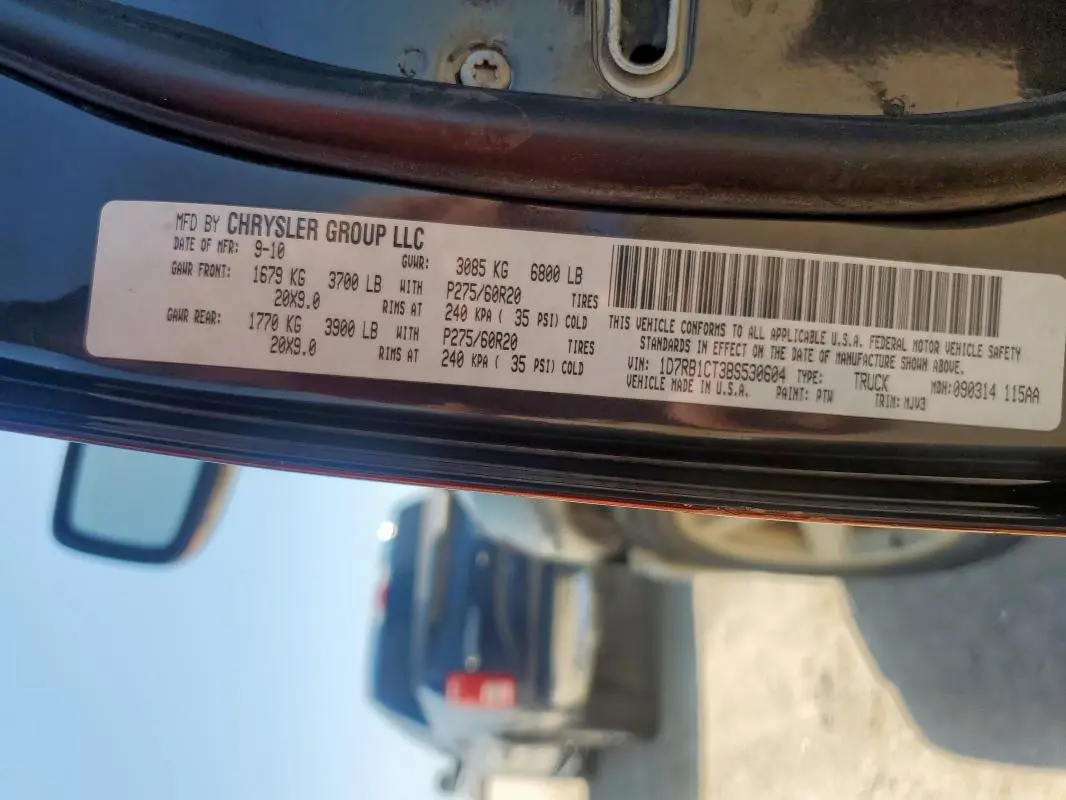 MFD BY CHRYSLER GROUP LLC
DATE OF MFR: 9-10 GVWR: 3085 KG 6800 LB
GAWR FRONT: 1679 KG 3700 LB WITH P275/60R20 TIRES
20X9.0 RIMS AT 240 KPA ( 35 PSI) COLD
GAWR REAR: 1770 KG 3900 LB WITH P275/60R20 TIRES
20X9.0 RIMS AT 240 KPA ( 35 PSI) COLD
THIS VEHICLE CONFORMS TO ALL APPLICABLE U.S.A. FEDERAL MOTOR VEHICLE SAFETY
STANDARDS IN EFFECT ON THE DATE OF MANUFACTURE SHOWN ABOVE.
VIN: 1D7RB1CT3BS530604 TYPE: TRUCK MDH:090314 115AA
VEHICLE MADE IN U.S.A. PAINT: PTW TRIM: MJV3